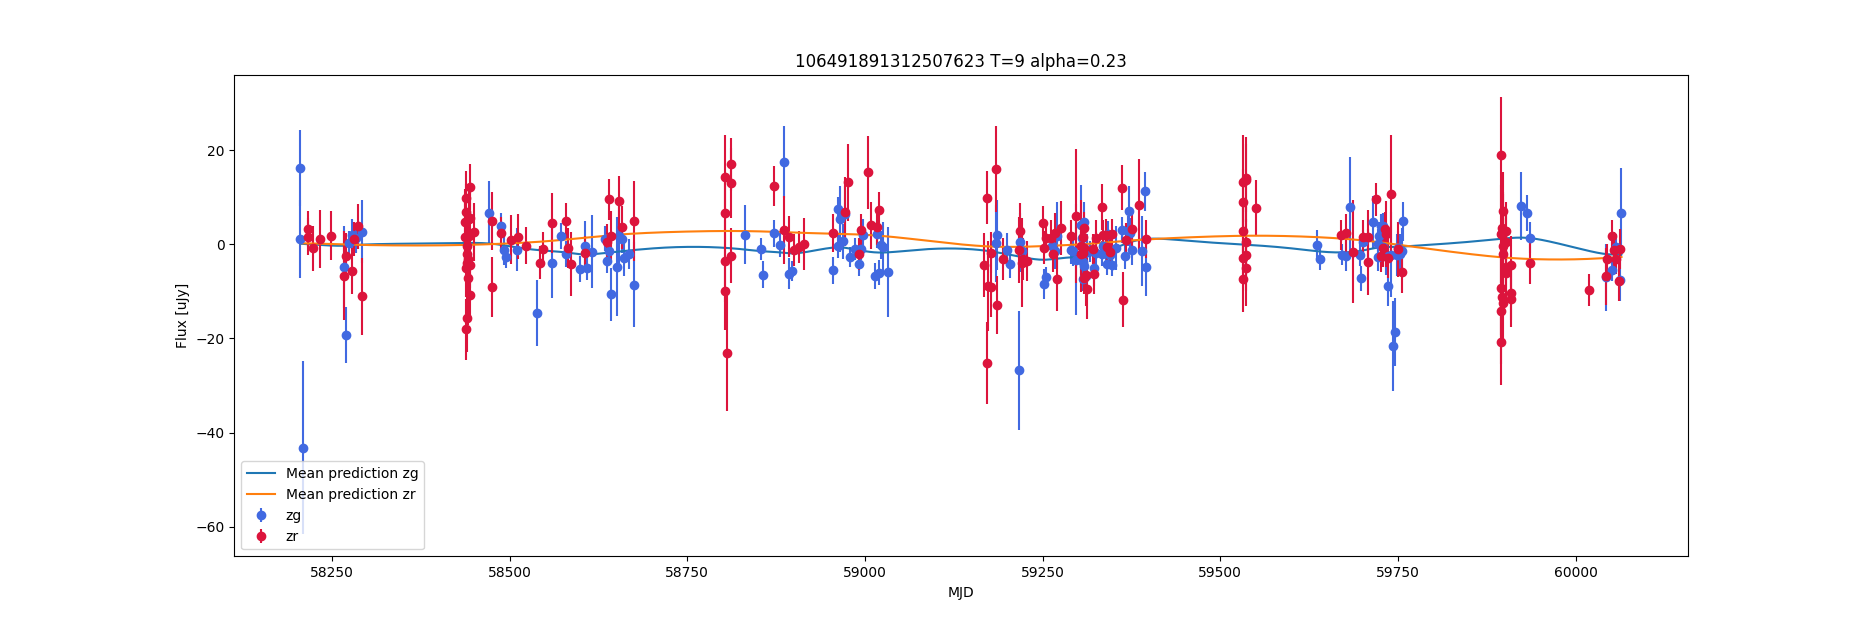 106491891312507623 T=9 alpha=0.23
Flux [uJy]
20
0
−20
−40
−60
Mean prediction zg
Mean prediction zr
zg
zr
58250 58500 58750 59000 59250 59500 59750 60000
MJD